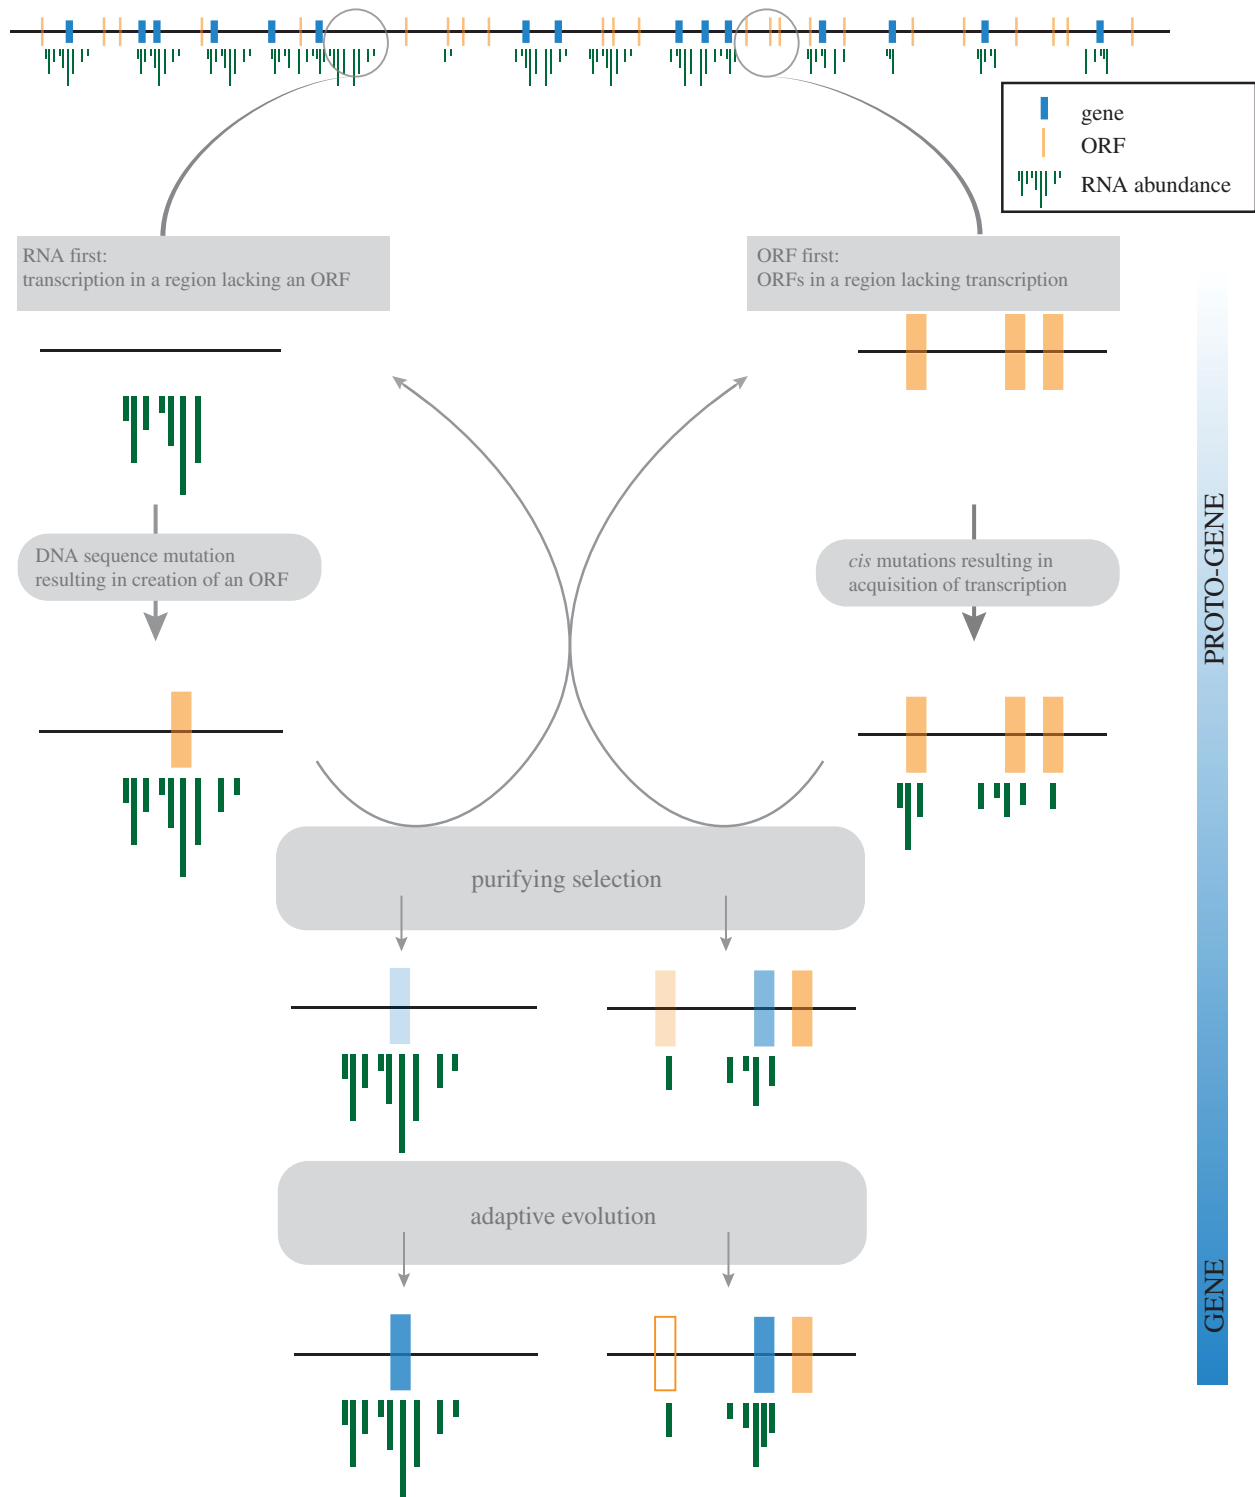 gene
ORF
RNA abundance
RNA first:
transcription in a region lacking an ORF
ORF first:
ORFs in a region lacking transcription
DNA sequence mutation
resulting in creation of an ORF
cis mutations resulting in
acquisition of transcription
PROTO-GENE
purifying selection
adaptive evolution
GENE